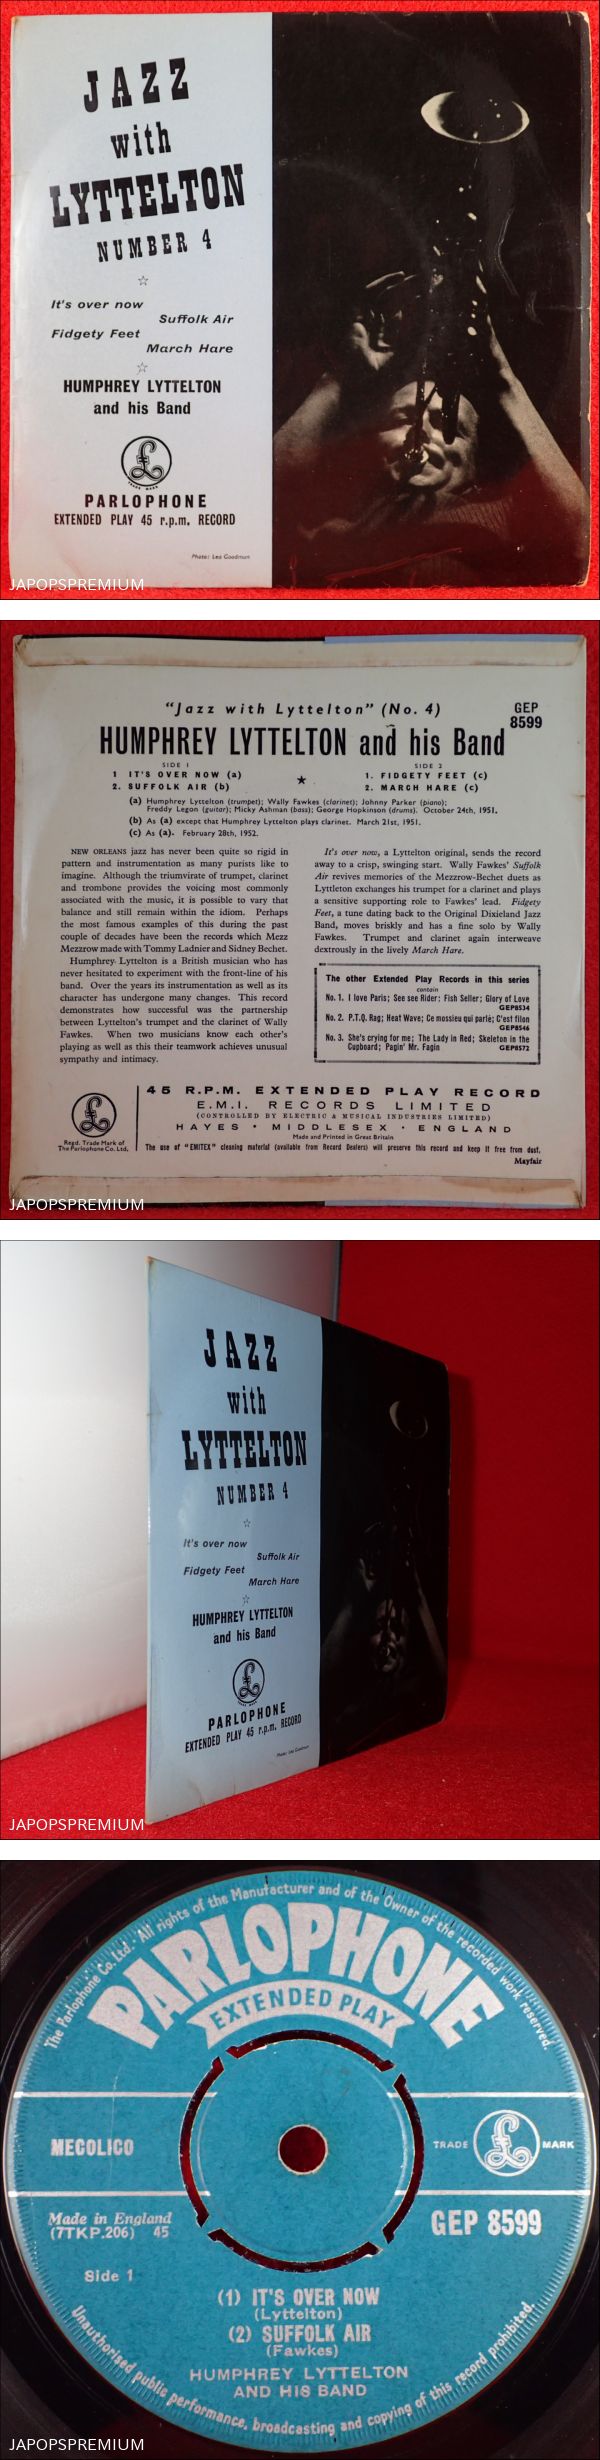 JAZZ
with
LYTTELTON
NUMBER 4
It's over now
Suffolk Air
Fidgety Feet
March Hare
HUMPHREY LYTTELTON
and his Band
£
TRADE MARK
PARLOPHONE
EXTENDED PLAY 45 r.p.m. RECORD
Photo: Les Goodman
JAPOPSPREMIUM
"Jazz with Lyttelton" (No. 4)
GEP
8599
HUMPHREY LYTTELTON and his Band
SIDE 1
1 IT'S OVER NOW (a)
2. SUFFOLK AIR (b)
SIDE 2
1. FIDGETY FEET (c)
2. MARCH HARE (c)
(a) Humphrey Lyttelton (trumpet); Wally Fawkes (clarinet); Johnny Parker (piano);
Freddy Legon (guitar); Micky Ashman (bass); George Hopkinson (drums). October 24th, 1951.
(b) As (a) except that Humphrey Lyttelton plays clarinet. March 21st, 1951.
(c) As (a). February 28th, 1952.
NEW ORLEANS jazz has never been quite so rigid in
pattern and instrumentation as many purists like to
imagine. Although the triumvirate of trumpet, clarinet
and trombone provides the voicing most commonly
associated with the music, it is possible to vary that
balance and still remain within the idiom. Perhaps
the most famous examples of this during the past
couple of decades have been the records which Mezz
Mezzrow made with Tommy Ladnier and Sidney Bechet.
Humphrey Lyttelton is a British musician who has
never hesitated to experiment with the front-line of his
band. Over the years its instrumentation as well as its
character has undergone many changes. This record
demonstrates how successful was the partnership
between Lyttelton's trumpet and the clarinet of Wally
Fawkes. When two musicians know each other's
playing as well as this their teamwork achieves unusual
sympathy and intimacy.
It's over now, a Lyttelton original, sends the record
away to a crisp, swinging start. Wally Fawkes' Suffolk
Air revives memories of the Mezzrow-Bechet duets as
Lyttleton exchanges his trumpet for a clarinet and plays
a sensitive supporting role to Fawkes' lead. Fidgety
Feet, a tune dating back to the Original Dixieland Jazz
Band, moves briskly and has a fine solo by Wally
Fawkes. Trumpet and clarinet again interweave
dextrously in the lively March Hare.
The other Extended Play Records in this series
contain
No. 1. I love Paris; See see Rider; Fish Seller; Glory of Love
GEP8534
No. 2. P.T.Q. Rag; Heat Wave; Ce mossieu qui parlé; C'est filon
GEP8546
No. 3. She's crying for me; The Lady in Red; Skeleton in the
Cupboard; Pagin' Mr. Fagin GEP8572
£
Regd. Trade Mark of
The Parlophone Co. Ltd.
45 R.P.M. EXTENDED PLAY RECORD
E.M.I. RECORDS LIMITED
(CONTROLLED BY ELECTRIC & MUSICAL INDUSTRIES LIMITED)
HAYES · MIDDLESEX · ENGLAND
Made and Printed in Great Britain
The use of "EMITEX" cleaning material (available from Record Dealers) will preserve this record and keep it free from dust.
Mayfair
JAPOPSPREMIUM
JAZZ
with
LYTTELTON
NUMBER 4
It's over now
Suffolk Air
Fidgety Feet
March Hare
HUMPHREY LYTTELTON
and his Band
£
PARLOPHONE
EXTENDED PLAY 45 r.p.m. RECORD
Photo: Les Goodman
JAPOPSPREMIUM
The Parlophone Co. Ltd. All rights of the Manufacturer and of the Owner of the recorded work reserved.
PARLOPHONE
EXTENDED PLAY
MECOLICO
TRADE £ MARK
Made in England
(7TKP.206) 45
GEP 8599
Side 1
(1) IT'S OVER NOW
(Lyttelton)
(2) SUFFOLK AIR
(Fawkes)
HUMPHREY LYTTELTON
AND HIS BAND
Unauthorised public performance, broadcasting and copying of this record prohibited.
JAPOPSPREMIUM